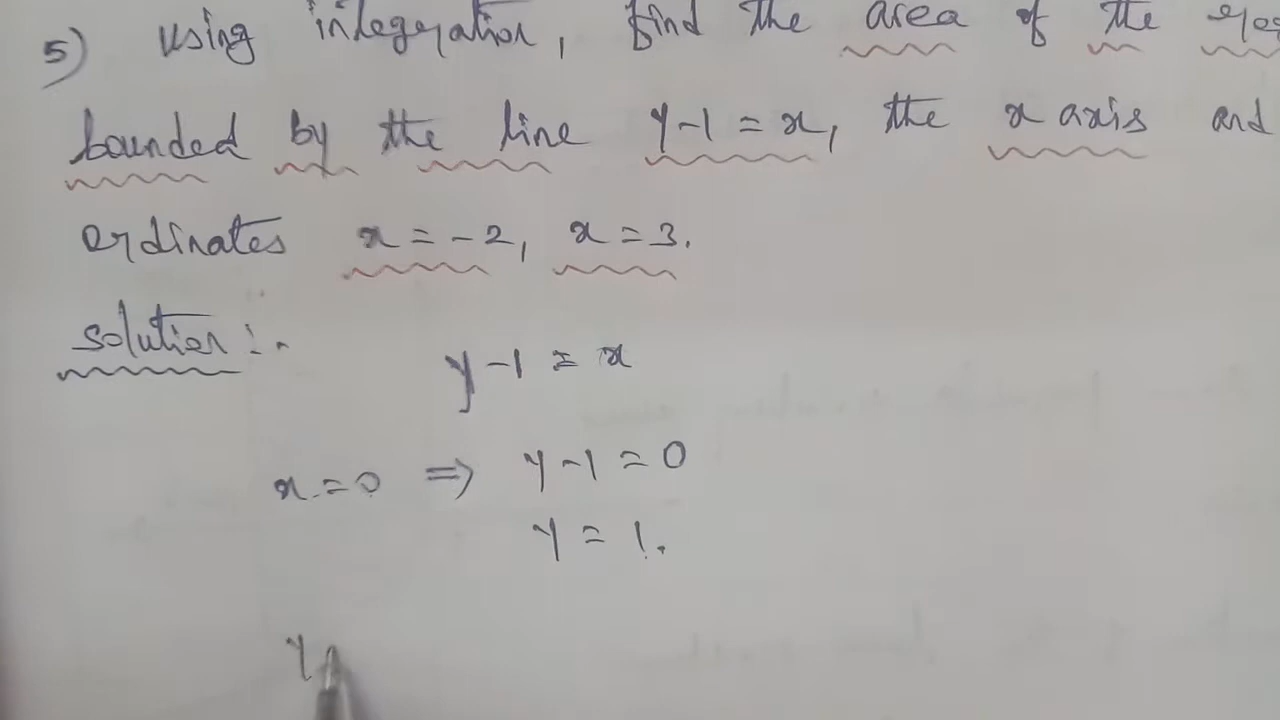 5) using integration, find the area of the
bounded by the line y-1=x, the x axis and
ordinates x=-2, x=3.
solution:-
y-1=x
x=0 ⇒ y-1=0
y=1.
y